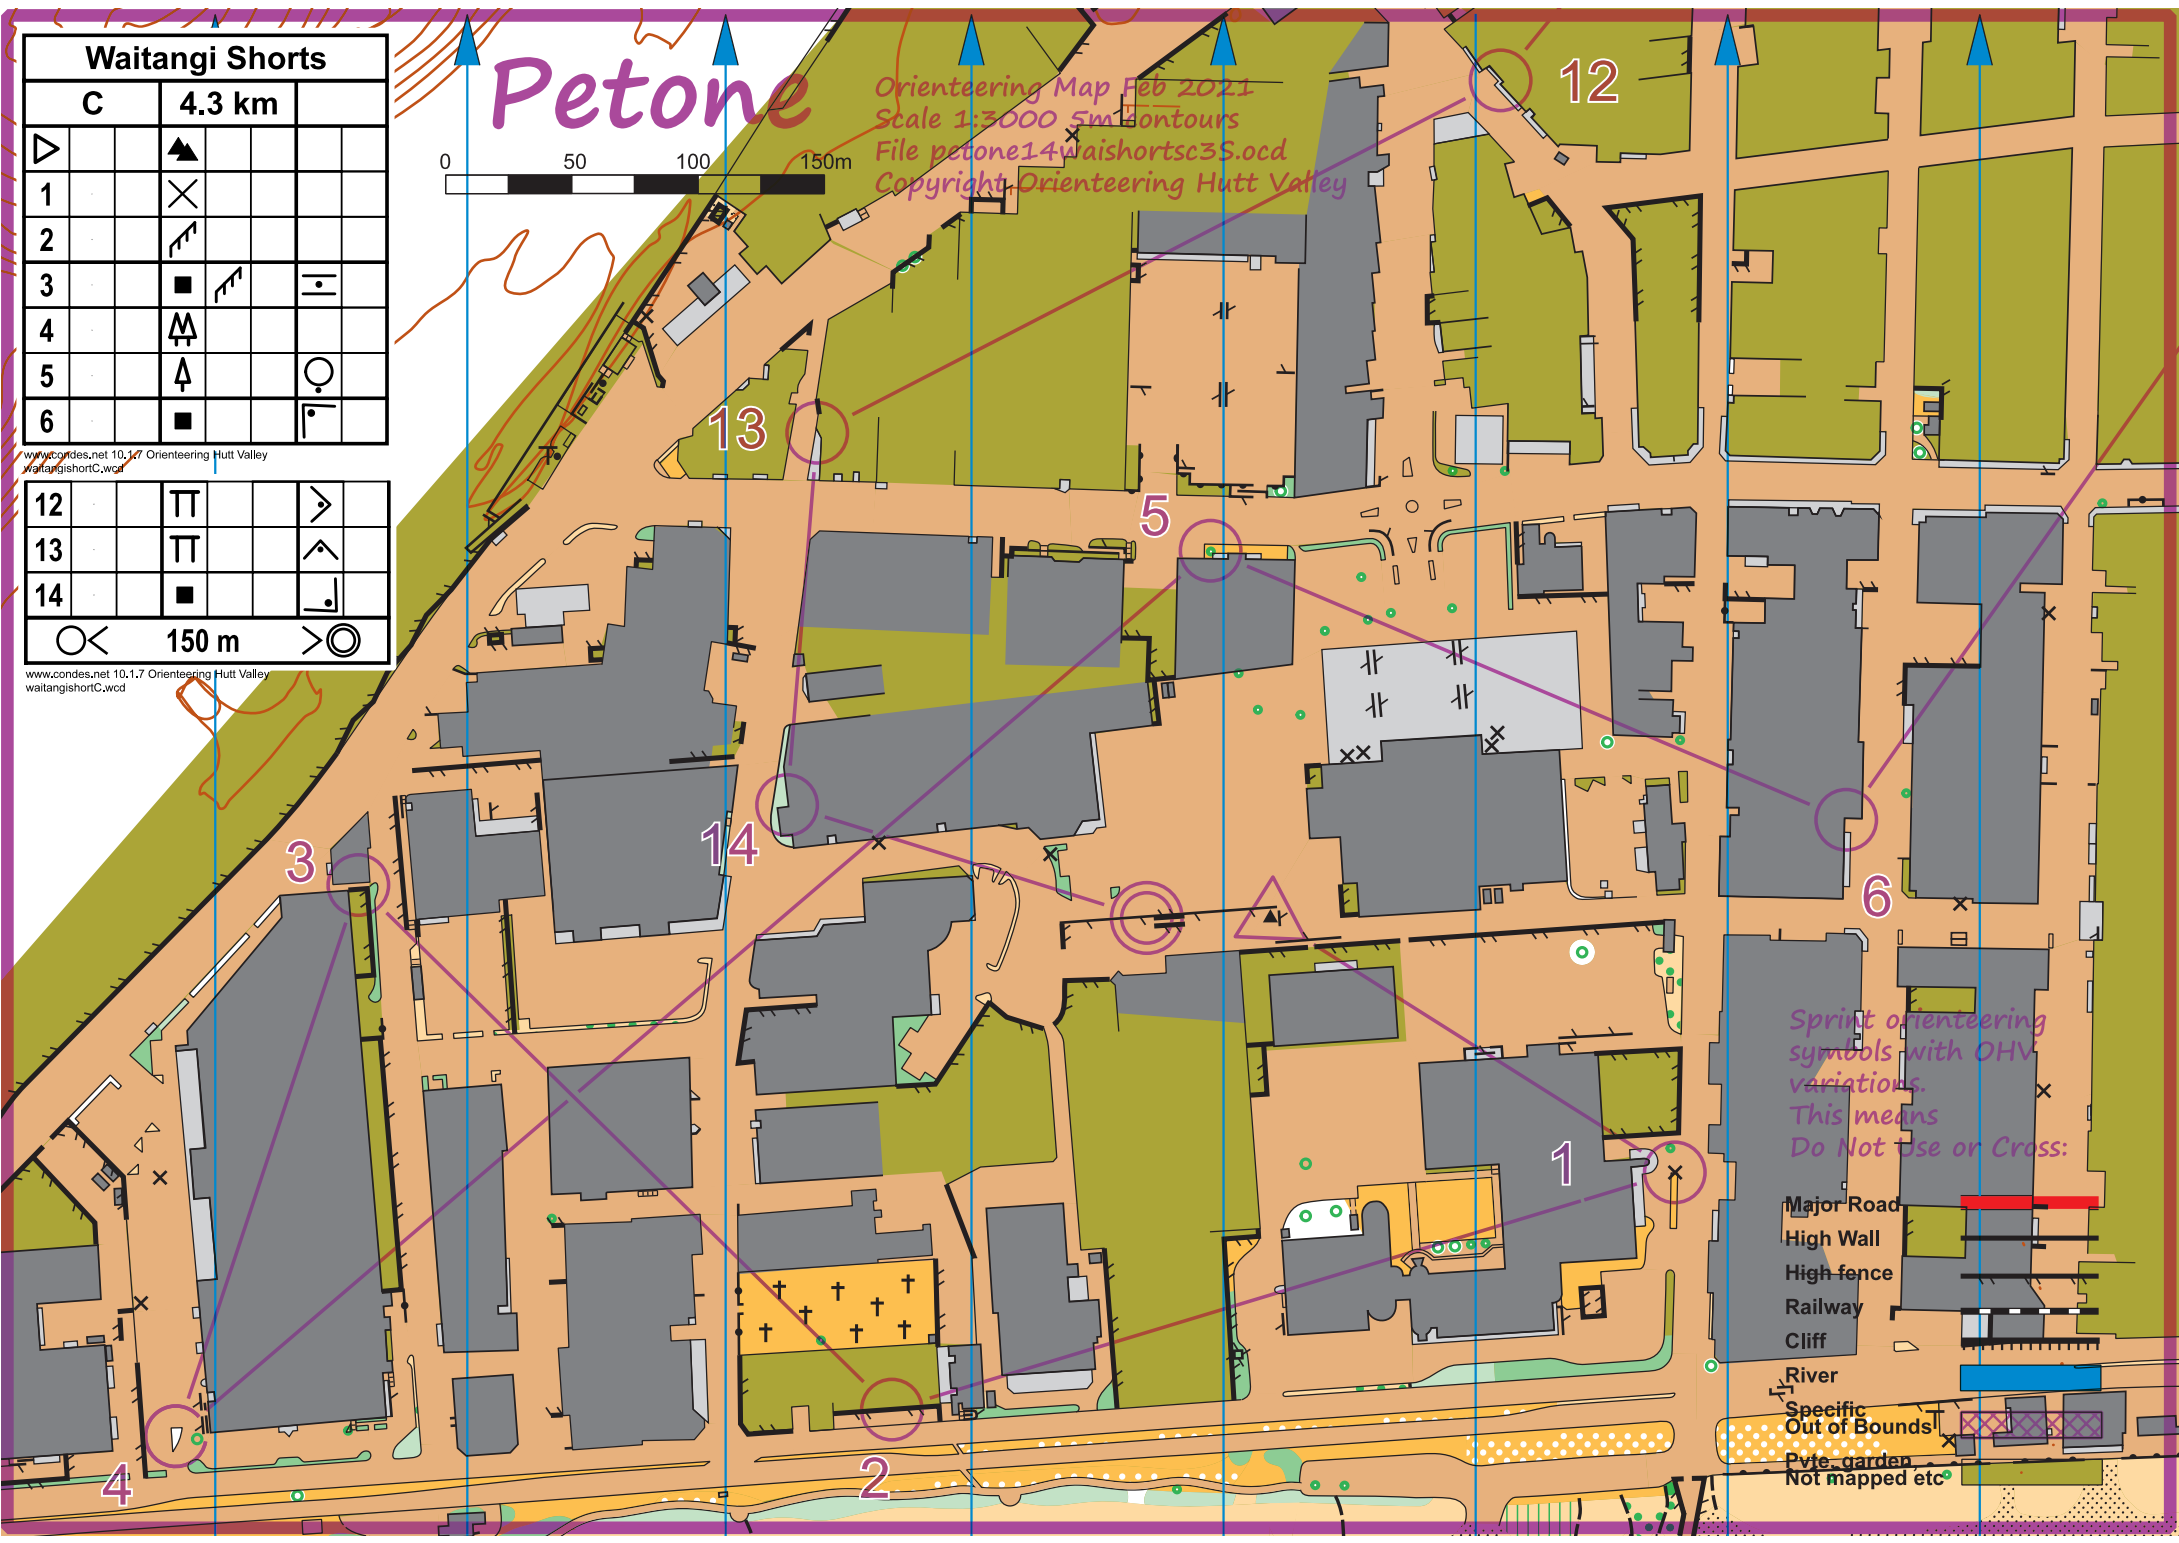 Waitangi Shorts
C 4.3 km
1
2
3
4
5
6
www.condes.net 10.1.7 Orienteering Hutt Valley
waitangishortC.wcd
12
13
14
150 m
www.condes.net 10.1.7 Orienteering Hutt Valley
waitangishortC.wcd
Petone
0 50 100 150m
Orienteering Map Feb 2021
Scale 1:3000 5m contours
File petone14waishortsc3S.ocd
Copyright Orienteering Hutt Valley
12
13
5
3
14
6
1
4
2
Sprint orienteering
symbols with OHV
variations.
This means
Do Not Use or Cross:
Major Road
High Wall
High fence
Railway
Cliff
River
Specific
Out of Bounds
Pvte. garden,
Not mapped etc